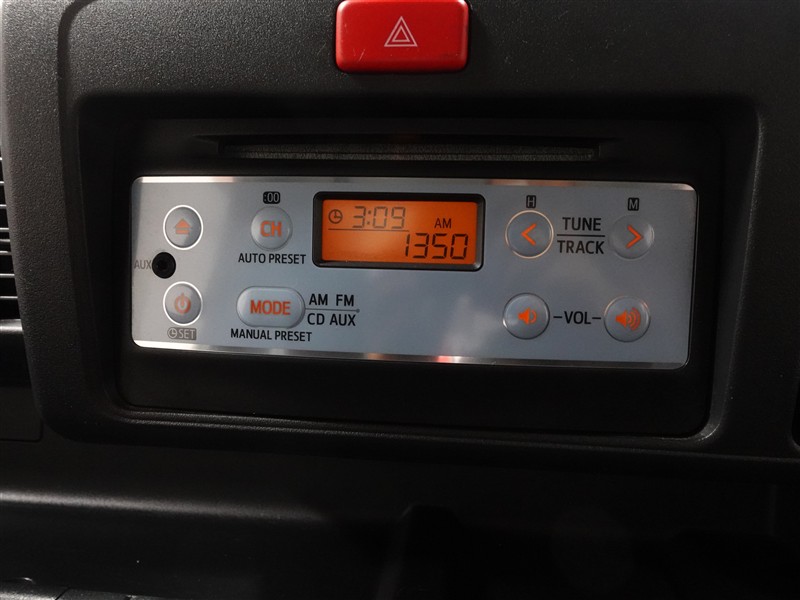 :00
CH
AUTO PRESET
3:09
AM
1350
H
M
TUNE
TRACK
AUX
SET
MODE
AM FM
CD AUX
MANUAL PRESET
-VOL-